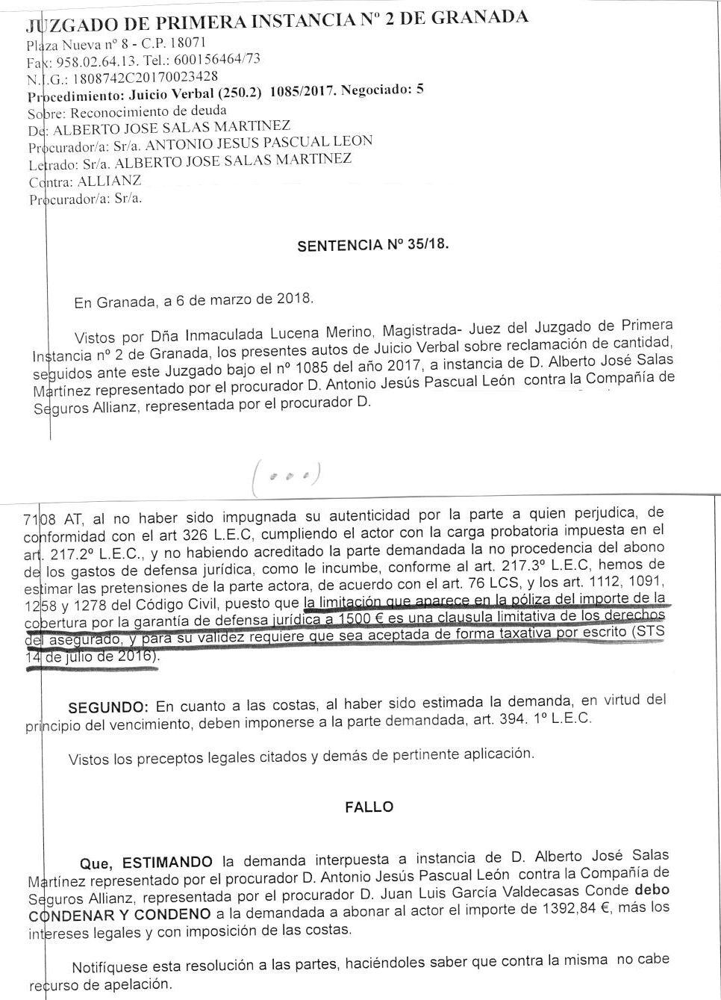 JUZGADO DE PRIMERA INSTANCIA Nº 2 DE GRANADA
Plaza Nueva nº 8 - C.P. 18071
Fax: 958.02.64.13. Tel.: 600156464/73
N.I.G.: 1808742C20170023428
Procedimiento: Juicio Verbal (250.2) 1085/2017. Negociado: 5
Sobre: Reconocimiento de deuda
De: ALBERTO JOSE SALAS MARTINEZ
Procurador/a: Sr/a. ANTONIO JESUS PASCUAL LEON
Letrado: Sr/a. ALBERTO JOSE SALAS MARTINEZ
Contra: ALLIANZ
Procurador/a: Sr/a.
SENTENCIA Nº 35/18.
En Granada, a 6 de marzo de 2018.
Vistos por Dña Inmaculada Lucena Merino, Magistrada- Juez del Juzgado de Primera
Instancia nº 2 de Granada, los presentes autos de Juicio Verbal sobre reclamación de cantidad,
seguidos ante este Juzgado bajo el nº 1085 del año 2017, a instancia de D. Alberto José Salas
Martínez representado por el procurador D. Antonio Jesús Pascual León contra la Compañía de
Seguros Allianz, representada por el procurador D.
(...)
7108 AT, al no haber sido impugnada su autenticidad por la parte a quien perjudica, de
conformidad con el art 326 L.E.C, cumpliendo el actor con la carga probatoria impuesta en el
art. 217.2º L.E.C., y no habiendo acreditado la parte demandada la no procedencia del abono
de los gastos de defensa jurídica, como le incumbe, conforme al art. 217.3º L.E.C, hemos de
estimar las pretensiones de la parte actora, de acuerdo con el art. 76 LCS, y los art. 1112, 1091,
1258 y 1278 del Código Civil, puesto que la limitación que aparece en la póliza del importe de la
cobertura por la garantía de defensa jurídica a 1500 € es una clausula limitativa de los derechos
del asegurado, y para su validez requiere que sea aceptada de forma taxativa por escrito (STS
14 de julio de 2016).
SEGUNDO: En cuanto a las costas, al haber sido estimada la demanda, en virtud del
principio del vencimiento, deben imponerse a la parte demandada, art. 394. 1º L.E.C.
Vistos los preceptos legales citados y demás de pertinente aplicación.
FALLO
Que, ESTIMANDO la demanda interpuesta a instancia de D. Alberto José Salas
Martínez representado por el procurador D. Antonio Jesús Pascual León contra la Compañía de
Seguros Allianz, representada por el procurador D. Juan Luis García Valdecasas Conde debo
CONDENAR Y CONDENO a la demandada a abonar al actor el importe de 1392,84 €, más los
intereses legales y con imposición de las costas.
Notifíquese esta resolución a las partes, haciéndoles saber que contra la misma no cabe
recurso de apelación.